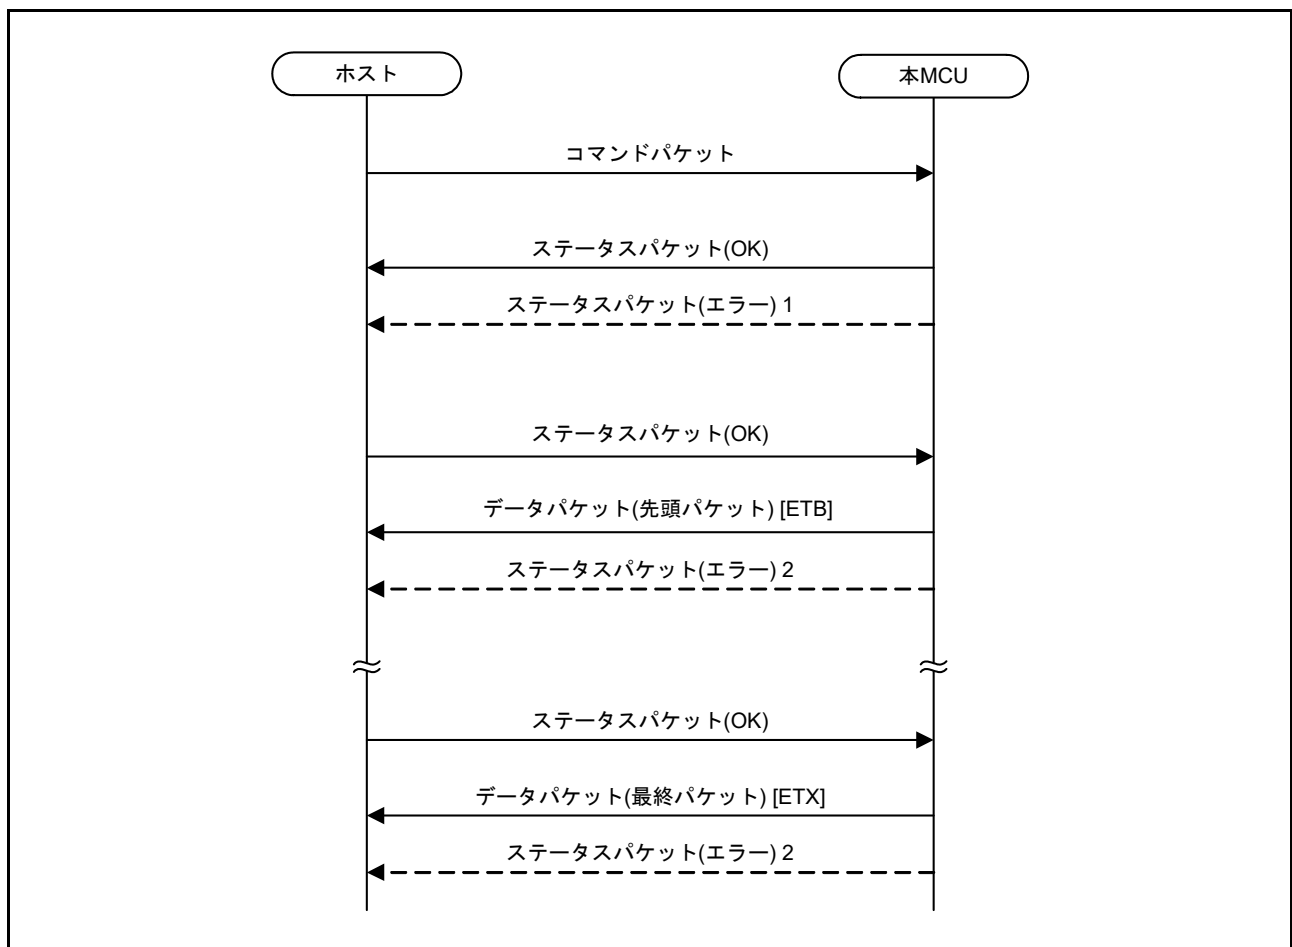 ホスト
本MCU
コマンドパケット
ステータスパケット(OK)
ステータスパケット(エラー) 1
ステータスパケット(OK)
データパケット(先頭パケット) [ETB]
ステータスパケット(エラー) 2
ステータスパケット(OK)
データパケット(最終パケット) [ETX]
ステータスパケット(エラー) 2